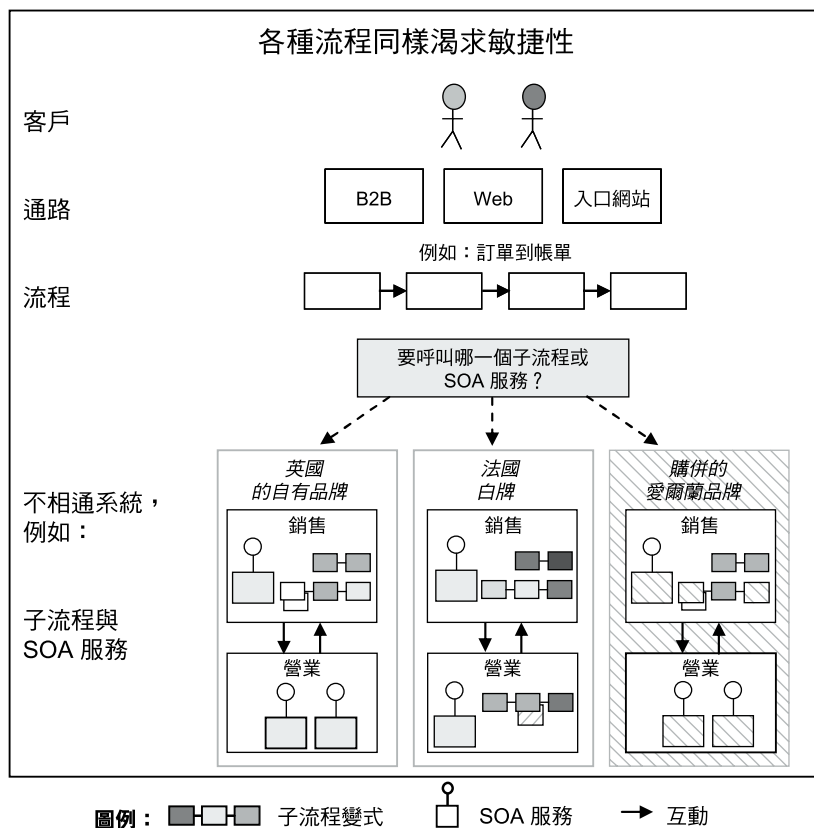 各種流程同樣渴求敏捷性
客戶
通路
B2B
Web
入口網站
例如：訂單到帳單
流程
要呼叫哪一個子流程或
SOA 服務？
不相通系統，
例如：
子流程與
SOA 服務
英國
的自有品牌
銷售
營業
法國
白牌
銷售
營業
購併的
愛爾蘭品牌
銷售
營業
圖例：
子流程變式
SOA 服務
互動